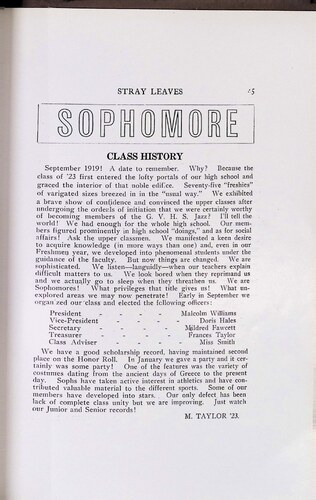 STRAY LEAVES 15
SOPHOMORE
CLASS HISTORY
September 1919! A date to remember. Why? Because the
class of '23 first entered the lofty portals of our high school and
graced the interior of that noble edifice. Seventy-five "freshies"
of varigated sizes breezed in in the "usual way." We exhibited
a brave show of confidence and convinced the upper classes after
undergoing the ordeals of initiation that we were certainly worthy
of becoming members of the G. V. H. S. Jazz! I'll tell the
world! We had enough for the whole high school. Our mem-
bers figured prominently in high school "doings," and as for social
affairs! Ask the upper classmen. We manifested a keen desire
to acquire knowledge (in more ways than one) and, even in our
Freshmen year, we developed into phenomenal students under the
guidance of the faculty. But now things are changed. We are
sophisticated. We listen—languidly—when our teachers explain
difficult matters to us. We look bored when they reprimand us
and we actually go to sleep when they threathen us. We are
Sophomores! What privileges that title gives us! What un-
explored areas we may now penetrate! Early in September we
organized our class and elected the following officers:
President - - - - Malcolm Williams
Vice-President - - - - Doris Hales
Secretary - - - - Mildred Fawcett
Treasurer - - - - Frances Taylor
Class Adviser - - - - Miss Smith
We have a good scholarship record, having maintained second
place on the Honor Roll. In January we gave a party and it cer-
tainly was some party! One of the features was the variety of
costumes dating from the ancient days of Greece to the present
day. Sophs have taken active interest in athletics and have con-
tributed valuable material to the different sports. Some of our
members have developed into stars. Our only defect has been
lack of complete class unity but we are improving. Just watch
our Junior and Senior records!
M. TAYLOR '23.